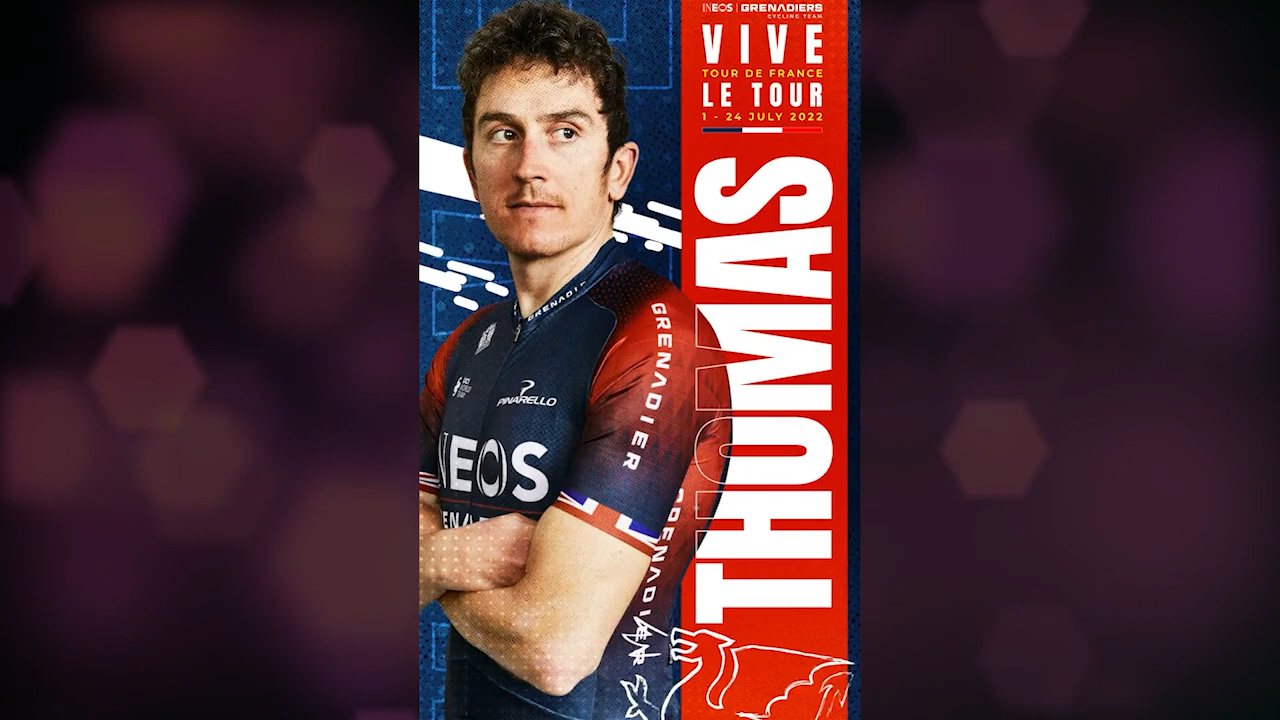 INEOS | GRENADIERS
CYCLING TEAM
VIVE
TOUR DE FRANCE
LE TOUR
1 - 24 JULY 2022
THOMAS
GRENADIER
GRENADIER
PINARELLO
INEOS
GRENADIER